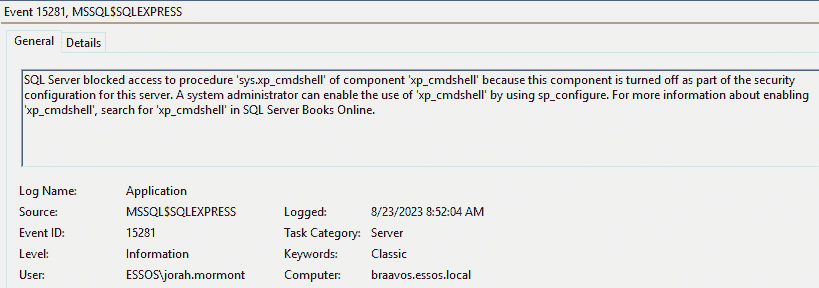 Event 15281, MSSQL$SQLEXPRESS
General Details
SQL Server blocked access to procedure 'sys.xp_cmdshell' of component 'xp_cmdshell' because this component is turned off as part of the security
configuration for this server. A system administrator can enable the use of 'xp_cmdshell' by using sp_configure. For more information about enabling
'xp_cmdshell', search for 'xp_cmdshell' in SQL Server Books Online.
Log Name: Application
Source: MSSQL$SQLEXPRESS Logged: 8/23/2023 8:52:04 AM
Event ID: 15281 Task Category: Server
Level: Information Keywords: Classic
User: ESSOS\jorah.mormont Computer: braavos.essos.local